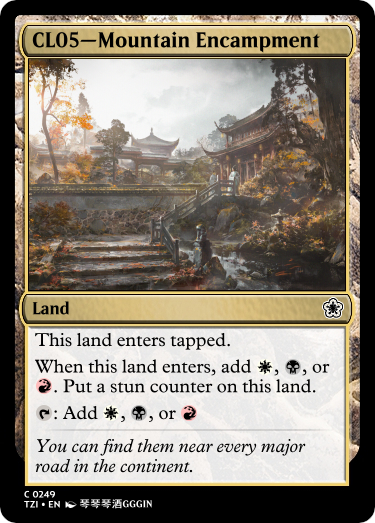 CL05—Mountain Encampment
Land
This land enters tapped.
When this land enters, add , , or
. Put a stun counter on this land.
: Add , , or
You can find them near every major
road in the continent.
C 0249
TZI • EN 琴琴琴酒GGGIN